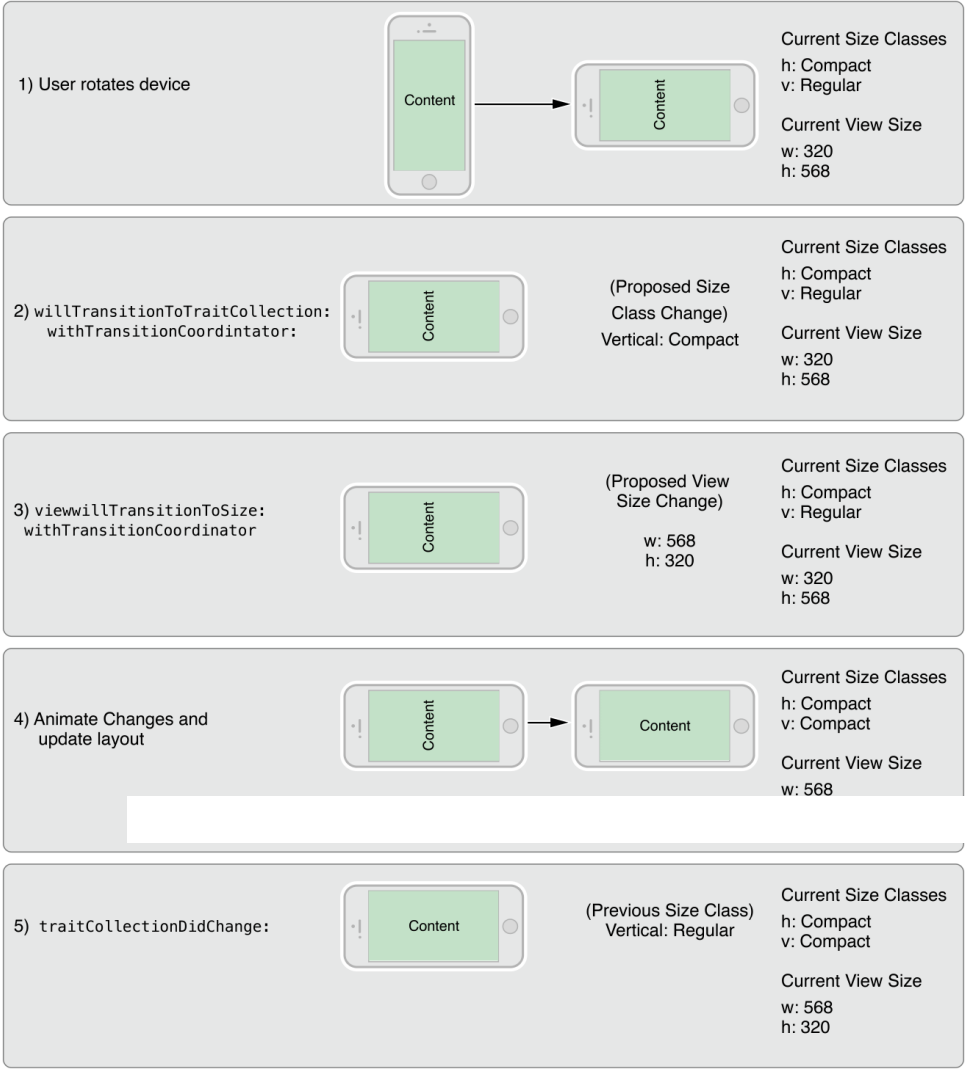 1) User rotates device
Content
Content
Current Size Classes
h: Compact
v: Regular
Current View Size
w: 320
h: 568
2) willTransitionToTraitCollection:
withTransitionCoordintator:
Content
(Proposed Size
Class Change)
Vertical: Compact
Current Size Classes
h: Compact
v: Regular
Current View Size
w: 320
h: 568
3) viewwillTransitionToSize:
withTransitionCoordinator
Content
(Proposed View
Size Change)
w: 568
h: 320
Current Size Classes
h: Compact
v: Regular
Current View Size
w: 320
h: 568
4) Animate Changes and
update layout
Content
Content
Current Size Classes
h: Compact
v: Compact
Current View Size
w: 568
5) traitCollectionDidChange:
Content
(Previous Size Class)
Vertical: Regular
Current Size Classes
h: Compact
v: Compact
Current View Size
w: 568
h: 320